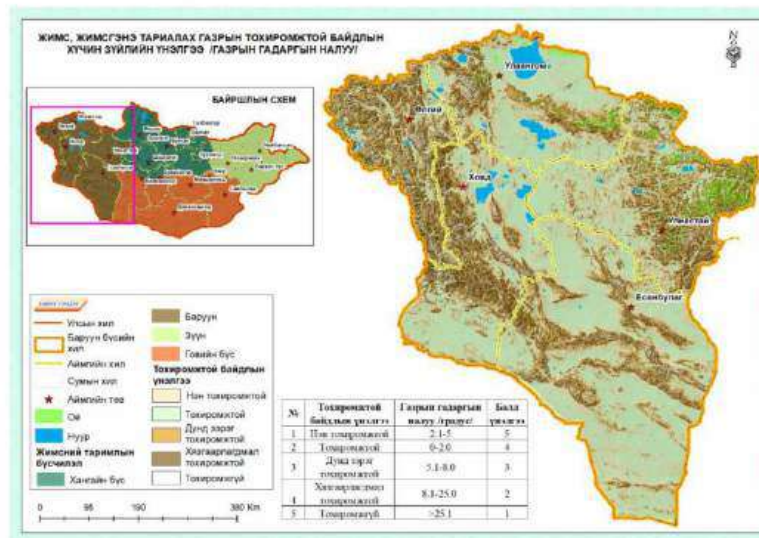 ЖИМС, ЖИМСГЭНЭ ТАРИАЛАХ ГАЗРЫН ТОХИРОМЖТОЙ БАЙДЛЫН
ХҮЧИН ЗҮЙЛИЙН ҮНЭЛГЭЭ /ГАЗРЫН ГАДАРГЫН НАЛУУ/
БАЙРШЛЫН СХЕМ
Улаангом
Өлгий
Ховд
Улиастай
Есөнбулаг
Улсын хил
Баруун бүсийн
хил
Аймгийн хил
Сумын хил
Аймгийн төв
Ой
Нуур
Жимсний таримлын
бүсчилэл
Хангайн бүс
Баруун
Зүүн
Говийн бүс
Тохиромжтой байдлын
үнэлгээ
Нэн тохиромжтой
Тохиромжтой
Дунд зэрэг
тохиромжтой
Хязгаарлагдмал
тохиромжтой
Тохиромжгүй
№ Тохиромжтой байдлын үнэлгээ Газрын гадаргын налуу /градус/ Балл үнэлгээ
1 Нэн тохиромжтой 2.1-5 5
2 Тохиромжтой 0-2.0 4
3 Дунд зэрэг тохиромжтой 5.1-8.0 3
4 Хязгаарлагдмал тохиромжтой 8.1-25.0 2
5 Тохиромжгүй >25.1 1
0 95 190 380 Km